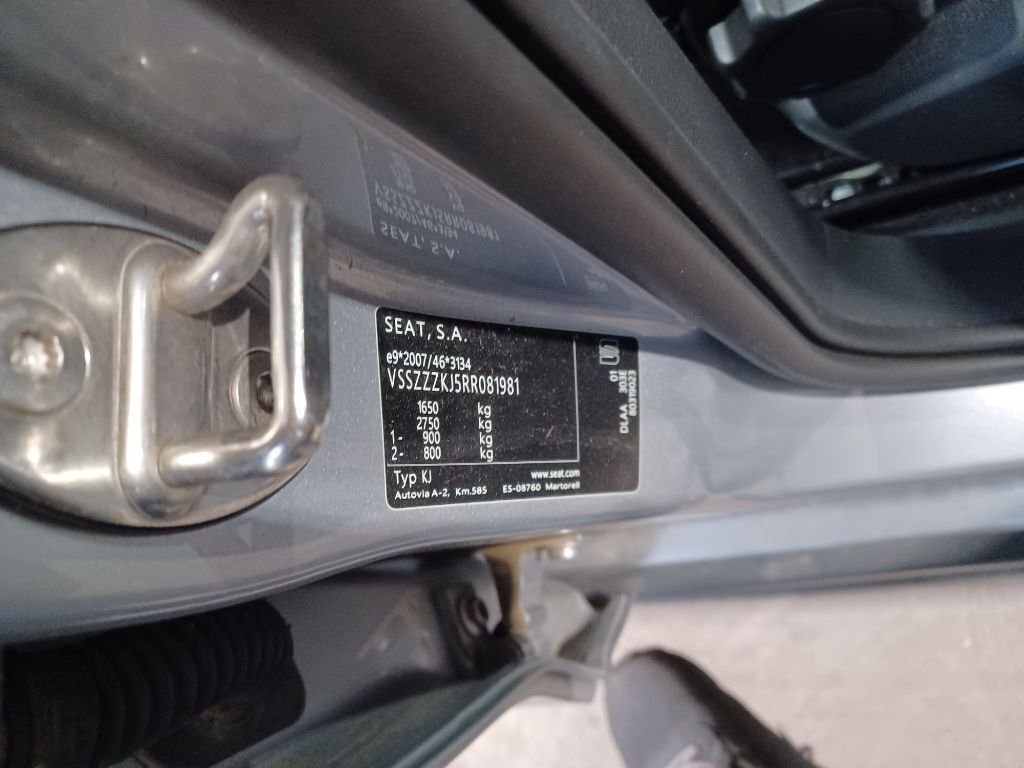 SEAT, S.A.
e9*2007/46*3134
VSSZZZKJ5RR081981
1650 kg
2750 kg
1- 900 kg
2- 800 kg
Typ KJ
www.seat.com
Autovia A-2, Km.585 ES-08760 Martorell
01
DLAA 303E
80319023